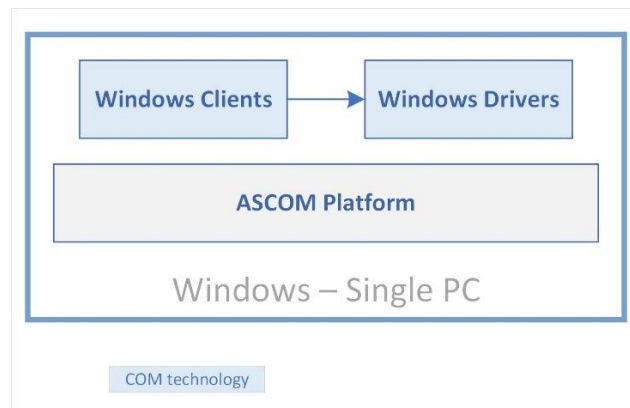 Windows Clients
Windows Drivers
ASCOM Platform
Windows – Single PC
COM technology